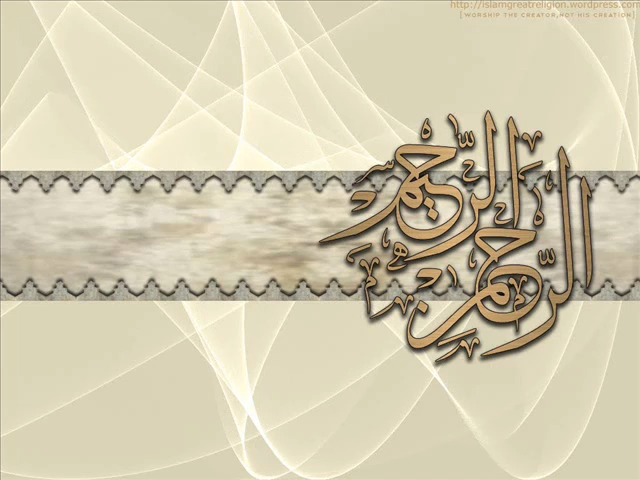 http://islamgreatreligion.wordpress.com
[WORSHIP THE CREATOR,NOT HIS CREATION]
الرحمن
الرحيم